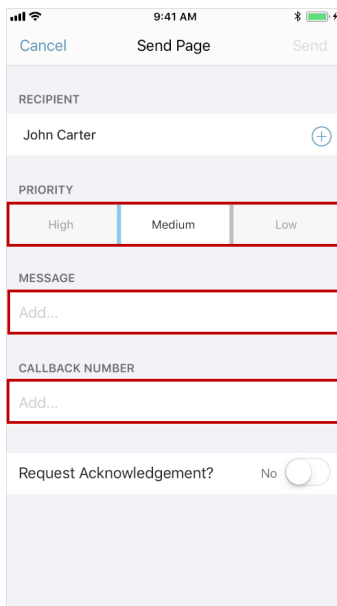 9:41 AM
Cancel Send Page Send
RECIPIENT
John Carter
PRIORITY
High Medium Low
MESSAGE
Add...
CALLBACK NUMBER
Add...
Request Acknowledgement? No